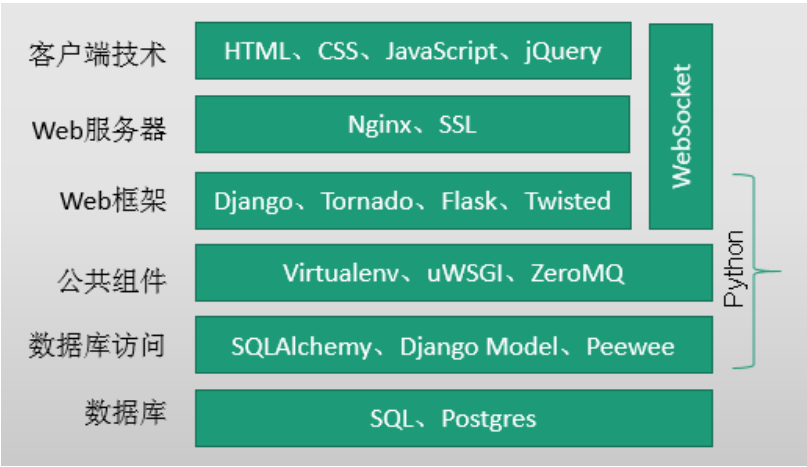 客户端技术
HTML、CSS、JavaScript、jQuery
WebSocket
Web服务器
Nginx、SSL
Web框架
Django、Tornado、Flask、Twisted
Python
公共组件
Virtualenv、uWSGI、ZeroMQ
数据库访问
SQLAlchemy、Django Model、Peewee
数据库
SQL、Postgres